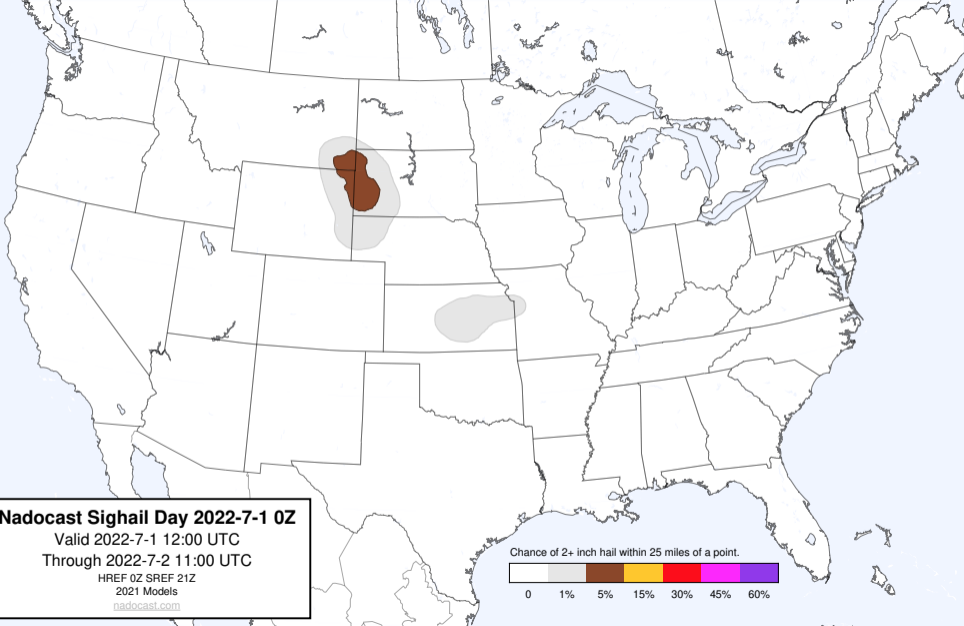 Nadocast Sighail Day 2022-7-1 0Z
Valid 2022-7-1 12:00 UTC
Through 2022-7-2 11:00 UTC
HREF 0Z SREF 21Z
2021 Models
nadocast.com
Chance of 2+ inch hail within 25 miles of a point.
0 1% 5% 15% 30% 45% 60%